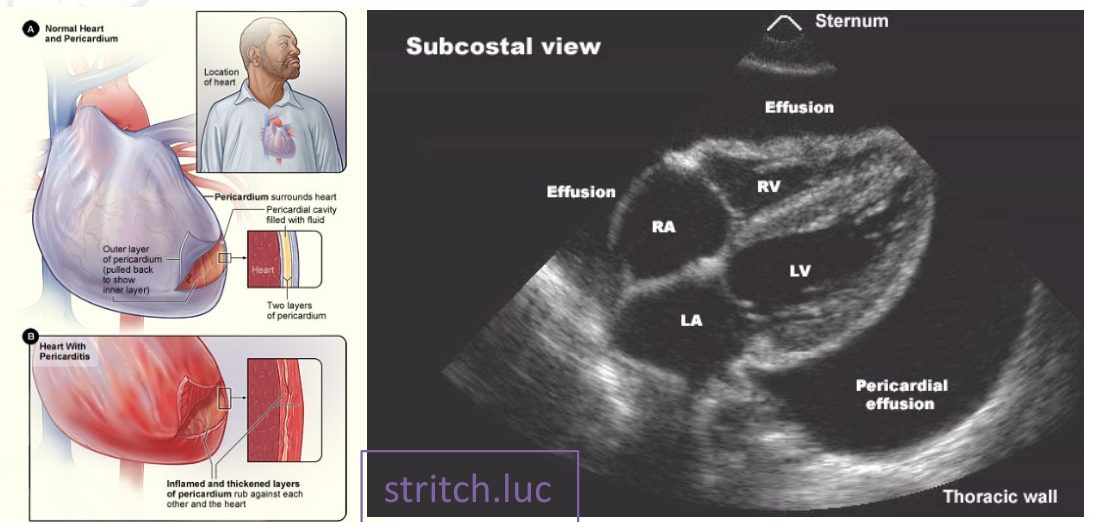 A
Normal Heart
and Pericardium
Location
of heart
Pericardium surrounds heart
Pericardial cavity
filled with fluid
Outer layer
of pericardium
(pulled back
to show
inner layer)
Heart
Two layers
of pericardium
B
Heart With
Pericarditis
Inflamed and thickened layers
of pericardium rub against each
other and the heart
Subcostal view
Sternum
Effusion
Effusion
RV
RA
LV
LA
Pericardial
effusion
Thoracic wall
stritch.luc